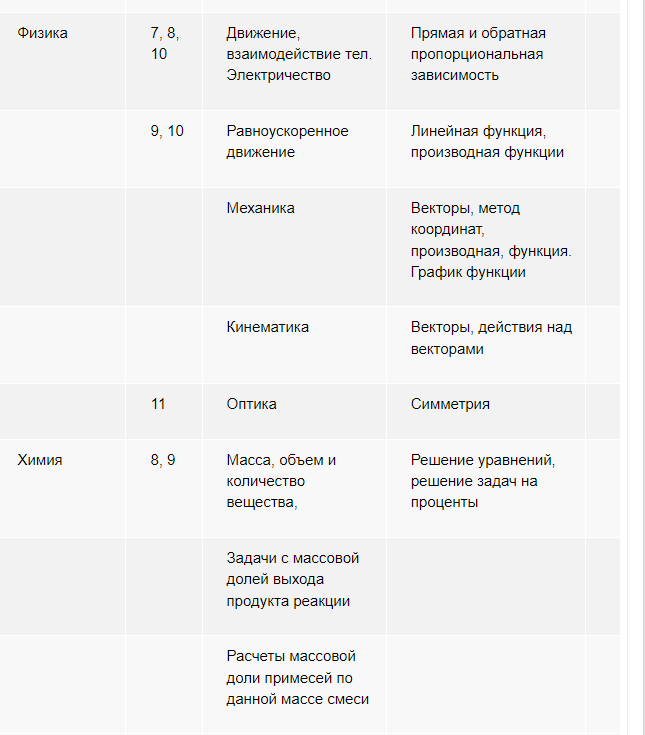 Физика
7, 8,
10
Движение,
взаимодействие тел.
Электричество
Прямая и обратная
пропорциональная
зависимость
9, 10
Равноускоренное
движение
Линейная функция,
производная функции
Механика
Векторы, метод
координат,
производная, функция.
График функции
Кинематика
Векторы, действия над
векторами
11
Оптика
Симметрия
Химия
8, 9
Масса, объем и
количество
вещества,
Решение уравнений,
решение задач на
проценты
Задачи с массовой
долей выхода
продукта реакции
Расчеты массовой
доли примесей по
данной массе смеси